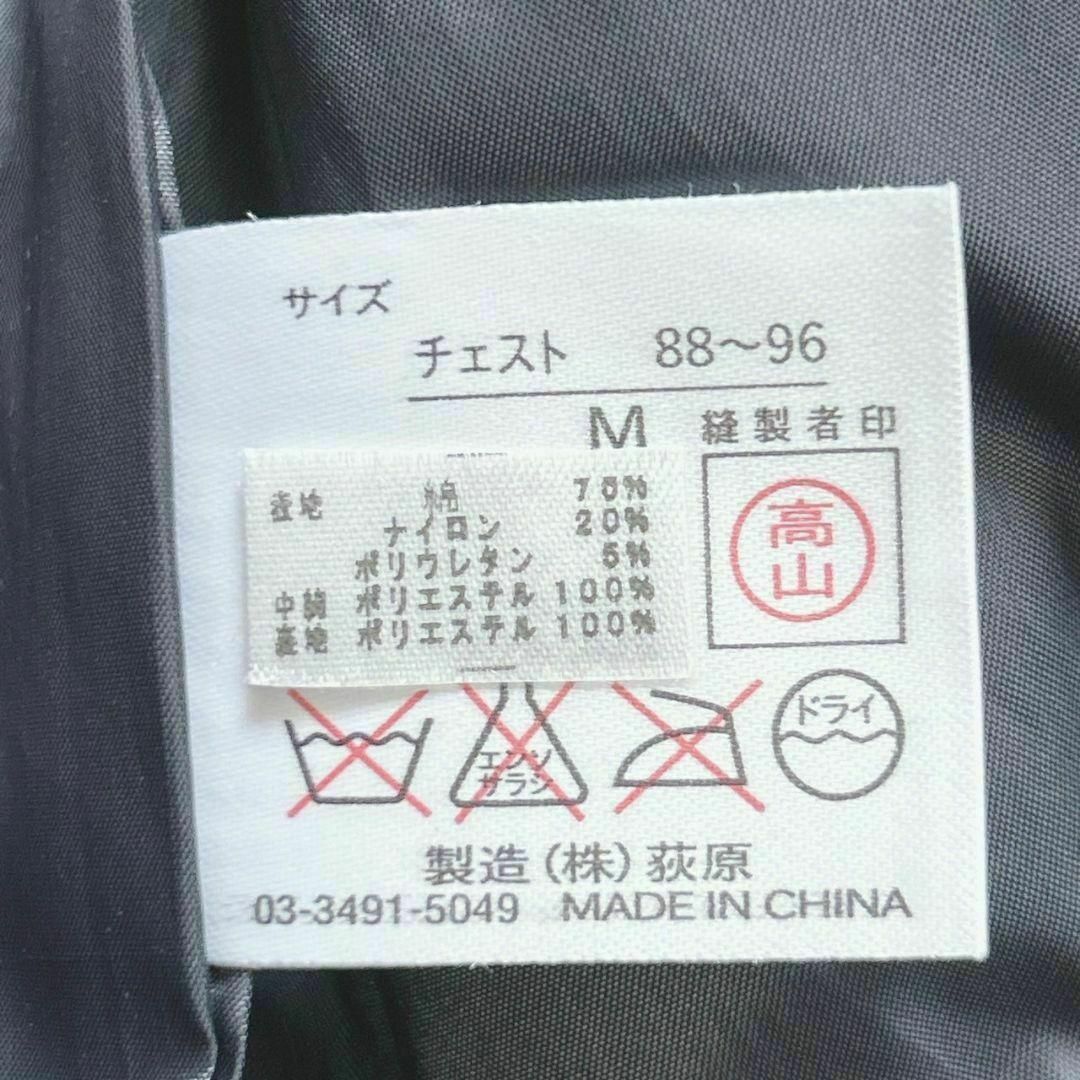 サイズ
チェスト 88～96
M
縫製者印
高山
表地 綿 75%
ナイロン 20%
ポリウレタン 5%
中綿 ポリエステル 100%
裏地 ポリエステル 100%
エンソ
サラシ
ドライ
製造(株)荻原
03-3491-5049 MADE IN CHINA